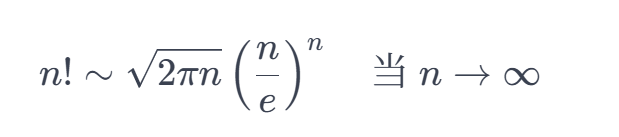 n! ∼ √(2πn) (n/e)ⁿ 当 n → ∞